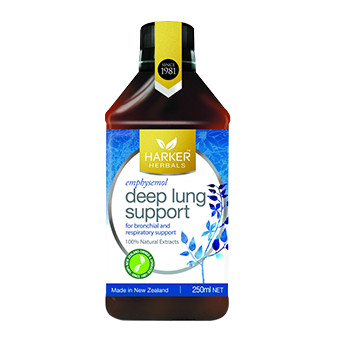 SINCE
1981
HARKER
HERBALS
emphysemol
deep lung
support
for bronchial and
respiratory support
100% Natural Extracts
Made in New Zealand
250ml NET